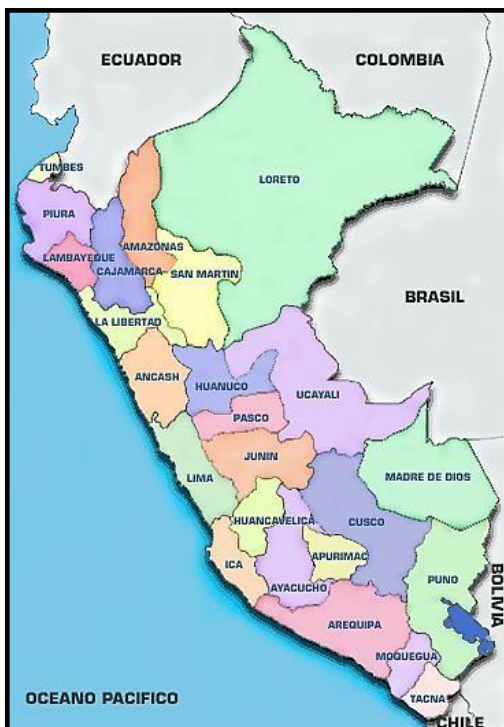 ECUADOR
COLOMBIA
TUMBES
LORETO
PIURA
AMAZONAS
LAMBAYEQUE
CAJAMARCA
SAN MARTIN
BRASIL
LA LIBERTAD
ANCASH
HUANUCO
UCAYALI
PASCO
JUNIN
LIMA
MADRE DE DIOS
HUANCAVELICA
CUSCO
ICA
APURIMAC
PUNO
BOLIVIA
AYACUCHO
AREQUIPA
MOQUEGUA
OCEANO PACIFICO
TACNA
CHILE